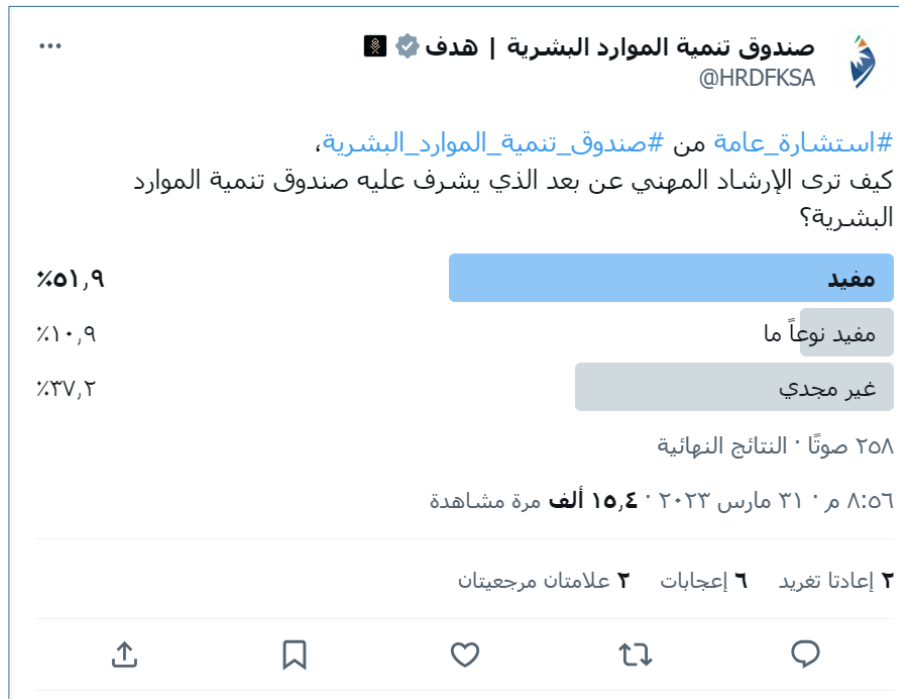 صندوق تنمية الموارد البشرية | هدف
@HRDFKSA
#استشارة_عامة من #صندوق_تنمية_الموارد_البشرية،
كيف ترى الإرشاد المهني عن بعد الذي يشرف عليه صندوق تنمية الموارد
البشرية؟
مفيد ٥١,٩٪
مفيد نوعاً ما ١٠,٩٪
غير مجدي ٣٧,٢٪
٢٥٨ صوتًا · النتائج النهائية
٨:٥٦ م · ٣١ مارس ٢٠٢٣ · ١٥,٤ ألف مرة مشاهدة
٢ إعادتا تغريد ٦ إعجابات ٢ علامتان مرجعيتان